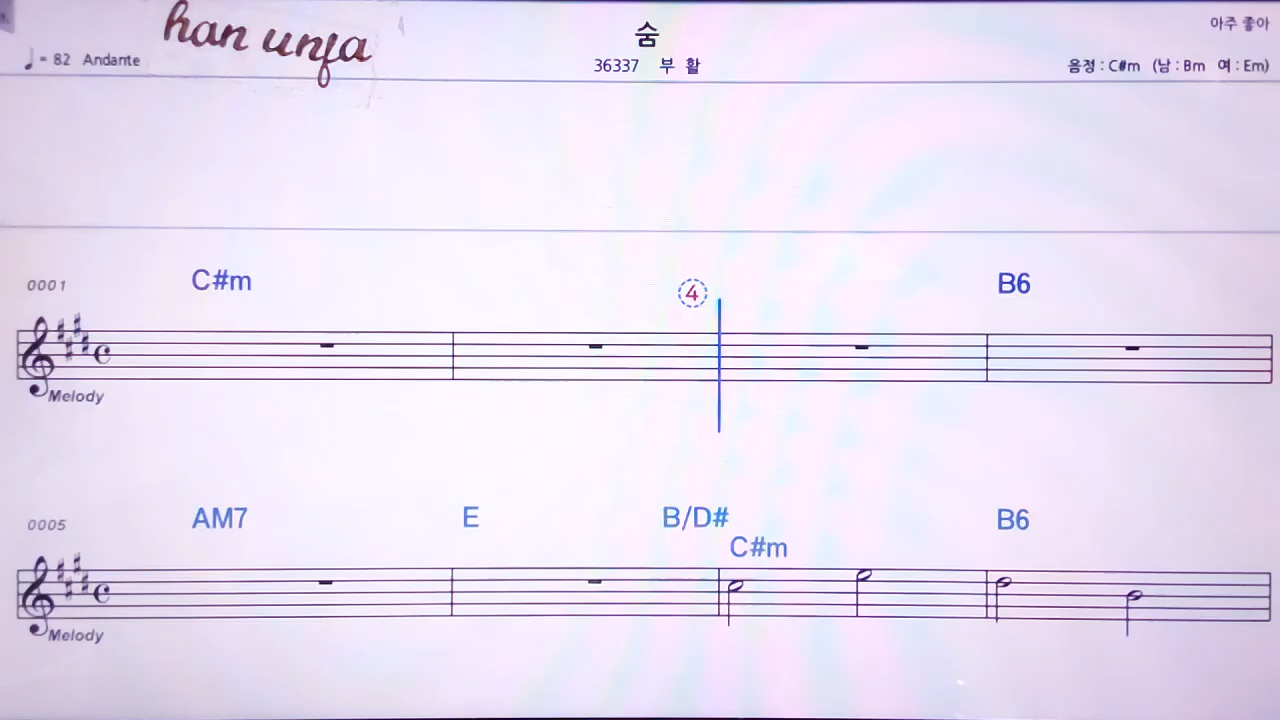 han unja
숨
아주 좋아
♩ = 82 Andante
36337 부 활
음정 : C#m (남 : Bm 여 : Em)
0001
C#m
④
B6
Melody
0005
AM7
E
B/D#
C#m
B6
Melody